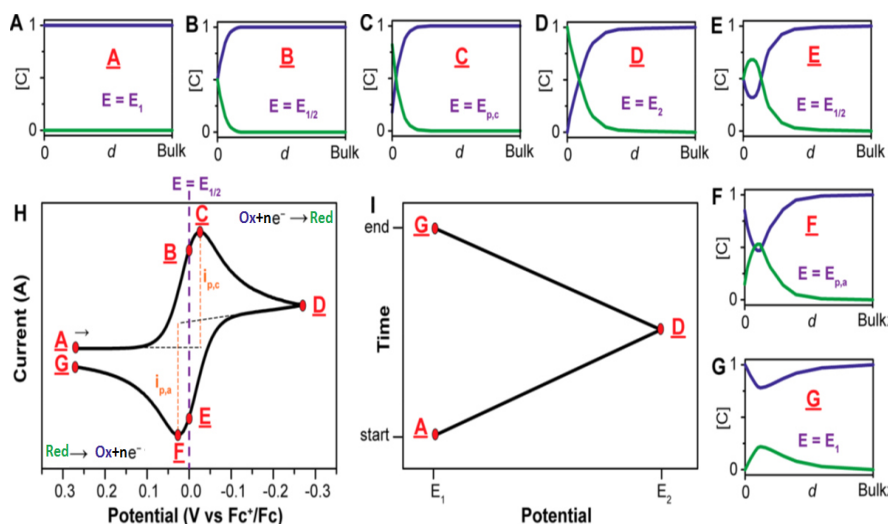 A
1
[C]
0
A
E = E1
0
d
Bulk
B
1
0
B
E = E1/2
0
d
Bulk
C
1
0
C
E = Ep,c
0
d
Bulk
D
1
0
D
E = E2
0
d
Bulk
E
1
0
E
E = E1/2
0
d
Bulk
E = E1/2
H
C
Ox+ne⁻ → Red
B
ip,c
D
A →
G
ip,a
E
F
Red → Ox+ne⁻
Current (A)
0.3
0.2
0.1
0.0
-0.1
-0.2
-0.3
Potential (V vs Fc⁺/Fc)
I
end
G
Time
D
start
A
E1
E2
Potential
F
1
[C]
0
F
E = Ep,a
0
d
Bulk
G
1
[C]
0
G
E = E1
0
d
Bulk